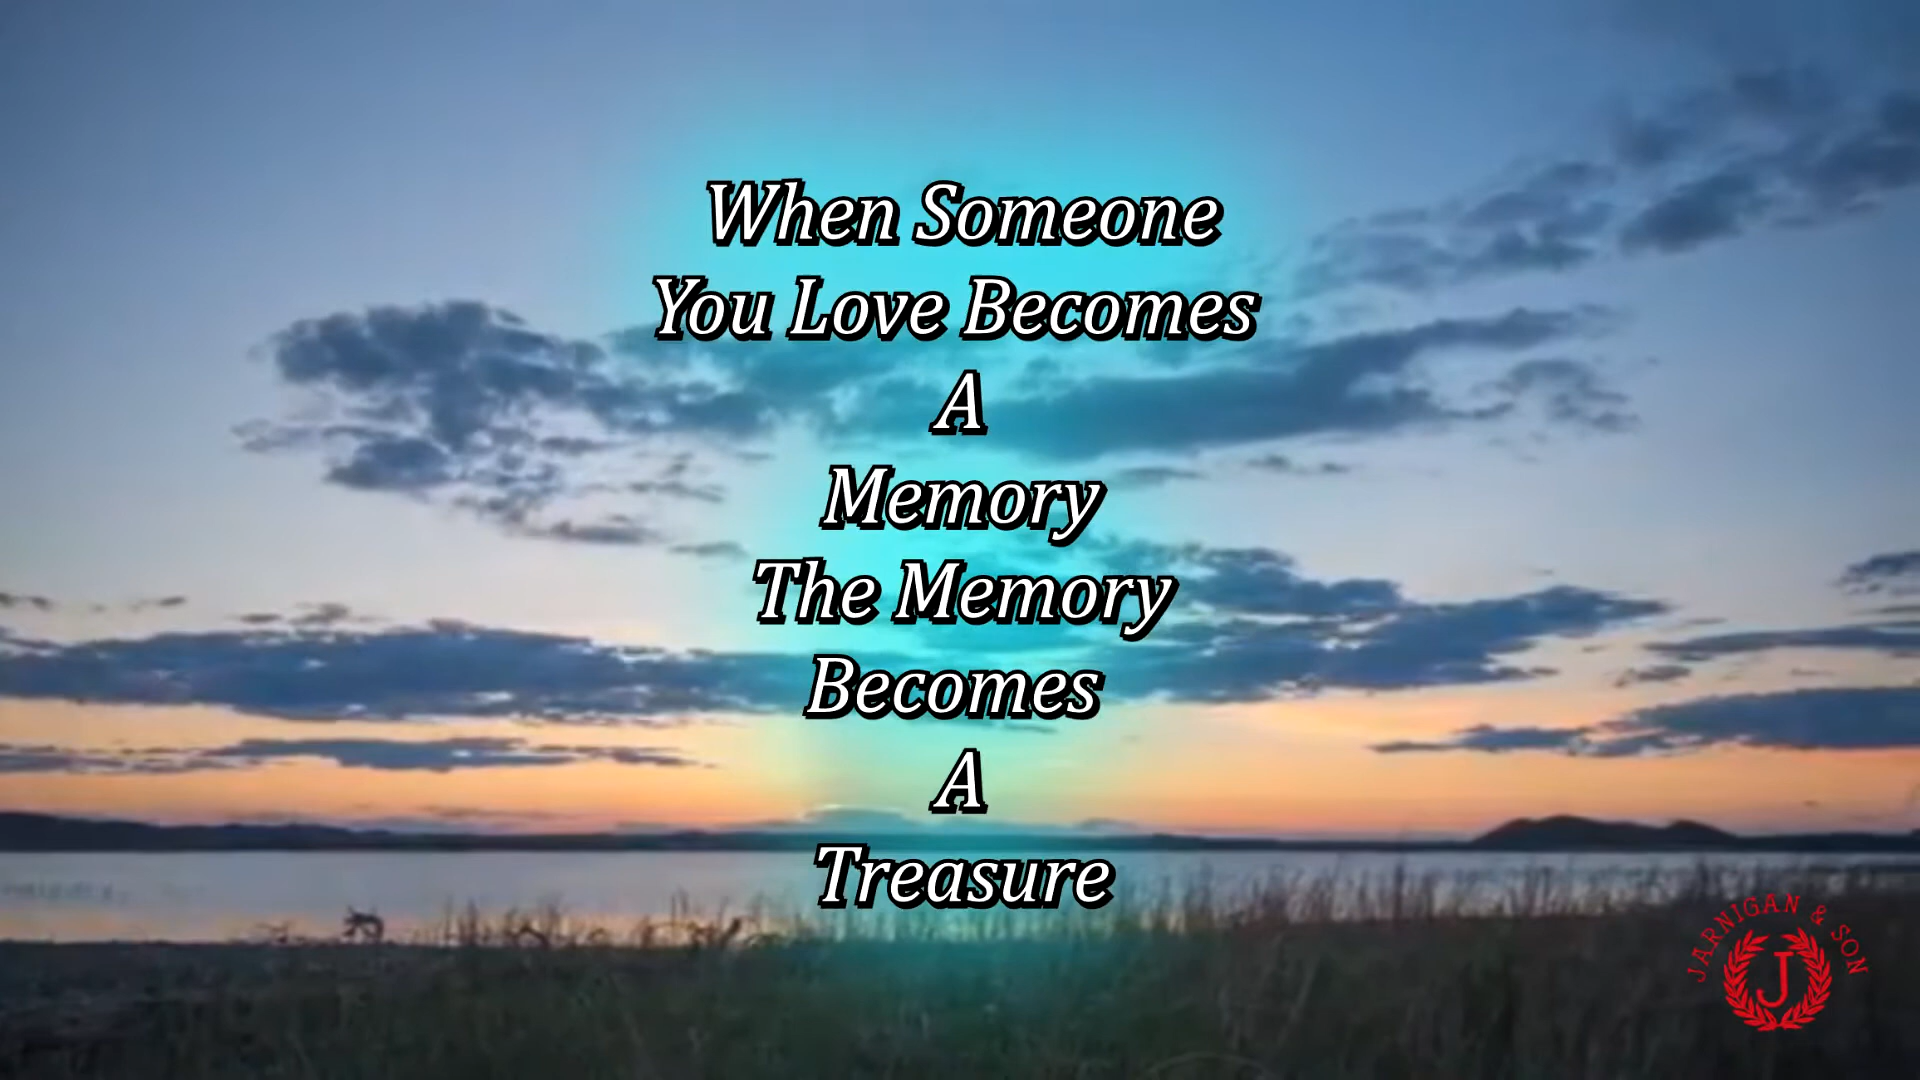 When Someone
You Love Becomes
A
Memory
The Memory
Becomes
A
Treasure
JARNIGAN & SON
J